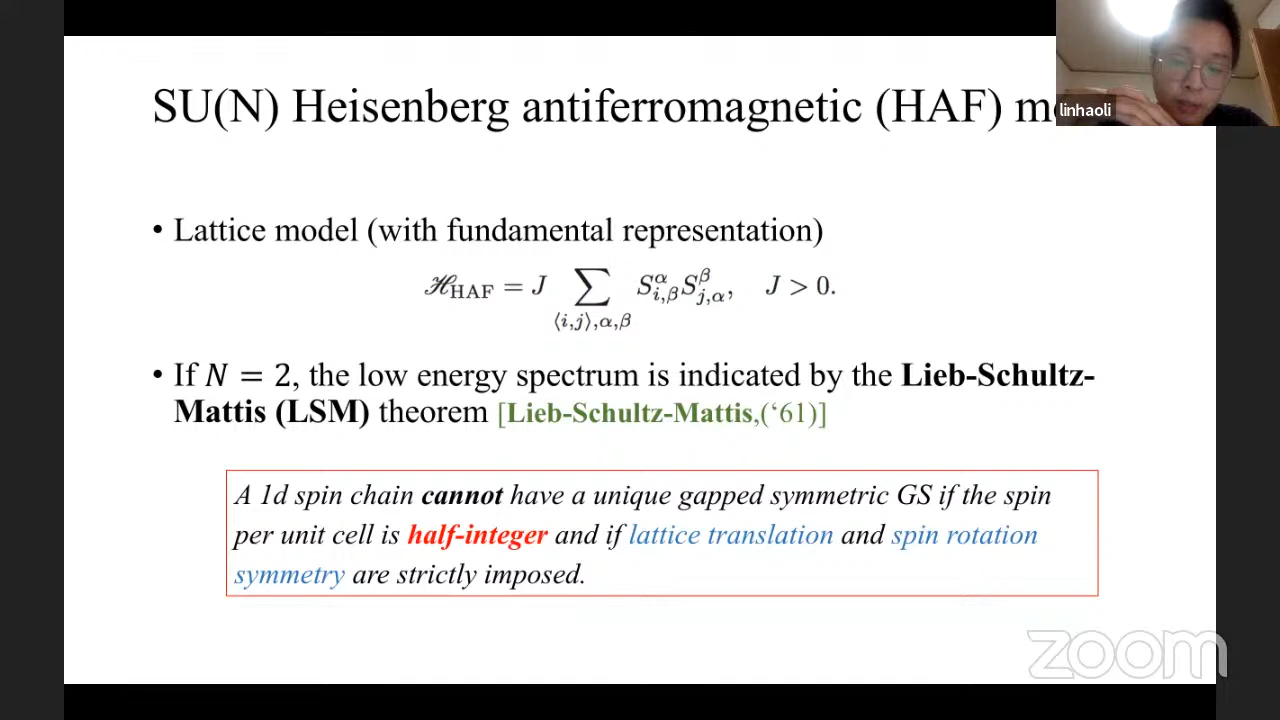 SU(N) Heisenberg antiferromagnetic (HAF)
linhaoli
• Lattice model (with fundamental representation)
ℋ_HAF = J ∑_{⟨i,j⟩,α,β} S^α_{i,β} S^β_{j,α}, J > 0.
• If N = 2, the low energy spectrum is indicated by the Lieb-Schultz-
Mattis (LSM) theorem [Lieb-Schultz-Mattis,(‘61)]
A 1d spin chain cannot have a unique gapped symmetric GS if the spin
per unit cell is half-integer and if lattice translation and spin rotation
symmetry are strictly imposed.
zoom